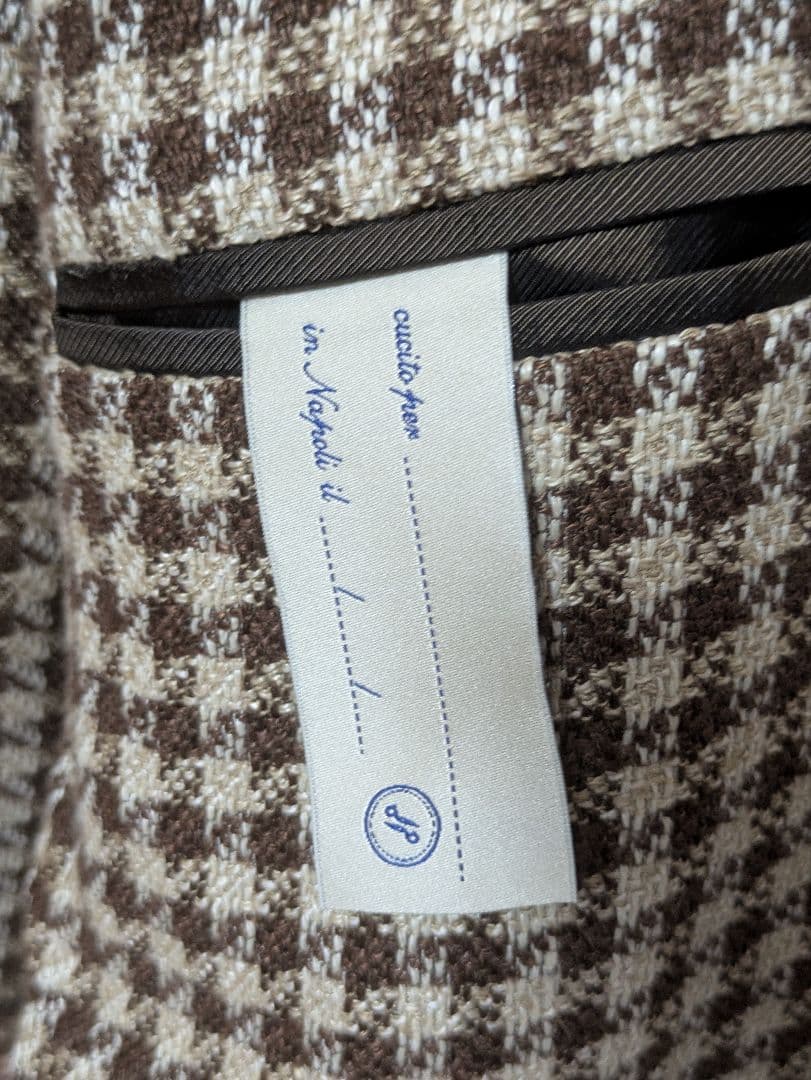 cucito per
in Napoli il / /